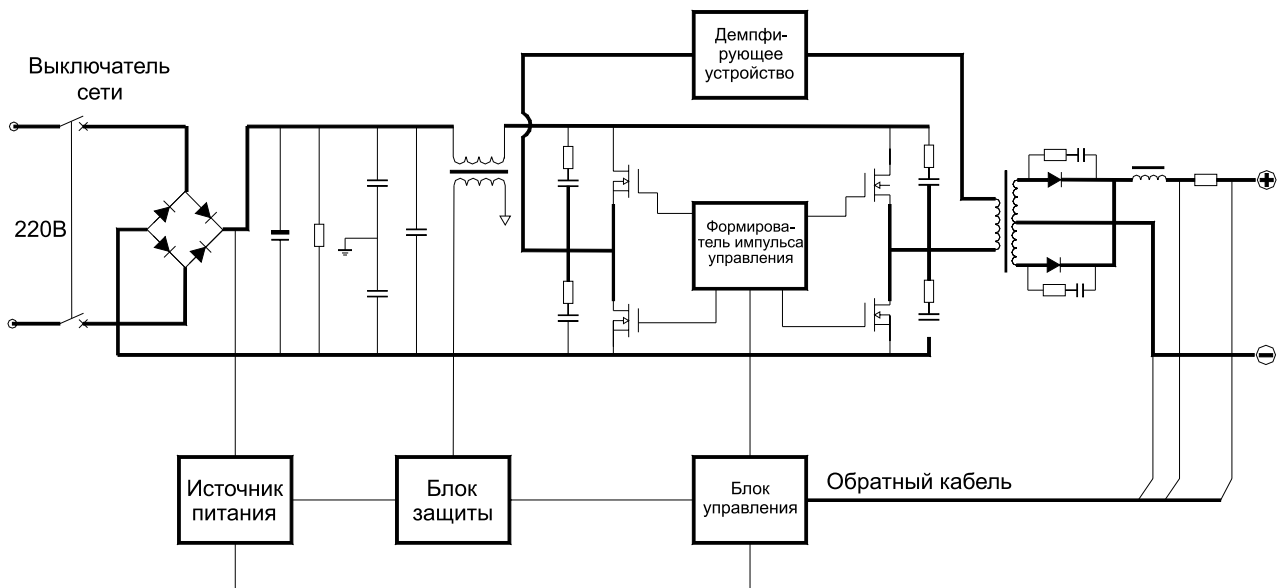 Демпфи-
рующее
устройство
Выключатель
сети
220В
Формирова-
тель импульса
управления
Источник
питания
Блок
защиты
Блок
управления
Обратный кабель